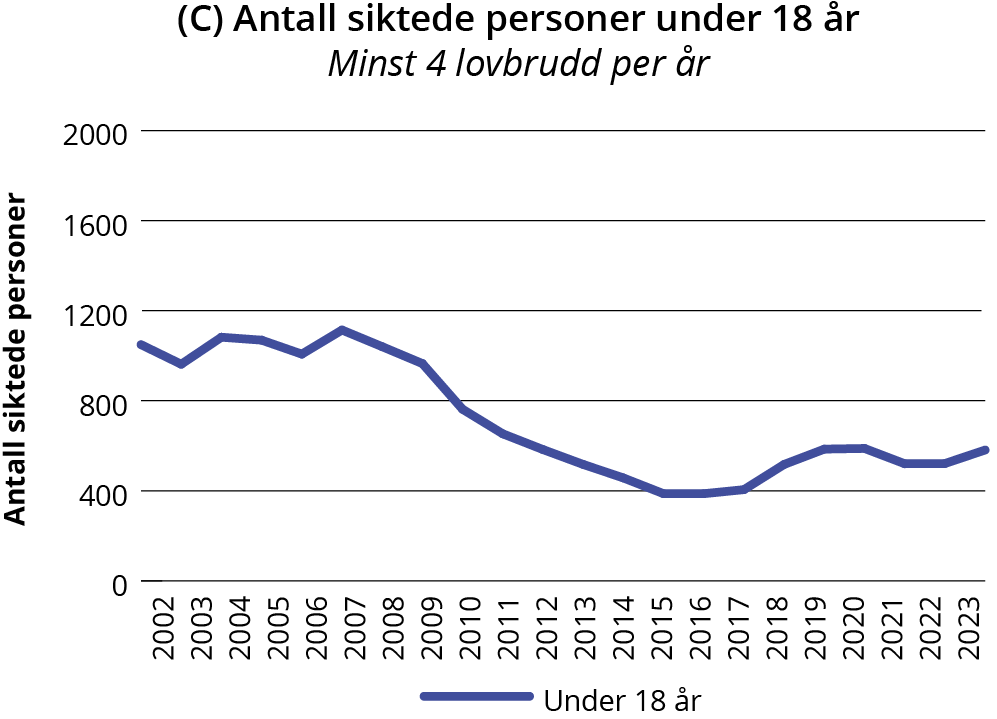 (C) Antall siktede personer under 18 år
Minst 4 lovbrudd per år
Antall siktede personer
2000
1600
1200
800
400
0
2002 2003 2004 2005 2006 2007 2008 2009 2010 2011 2012 2013 2014 2015 2016 2017 2018 2019 2020 2021 2022 2023
Under 18 år